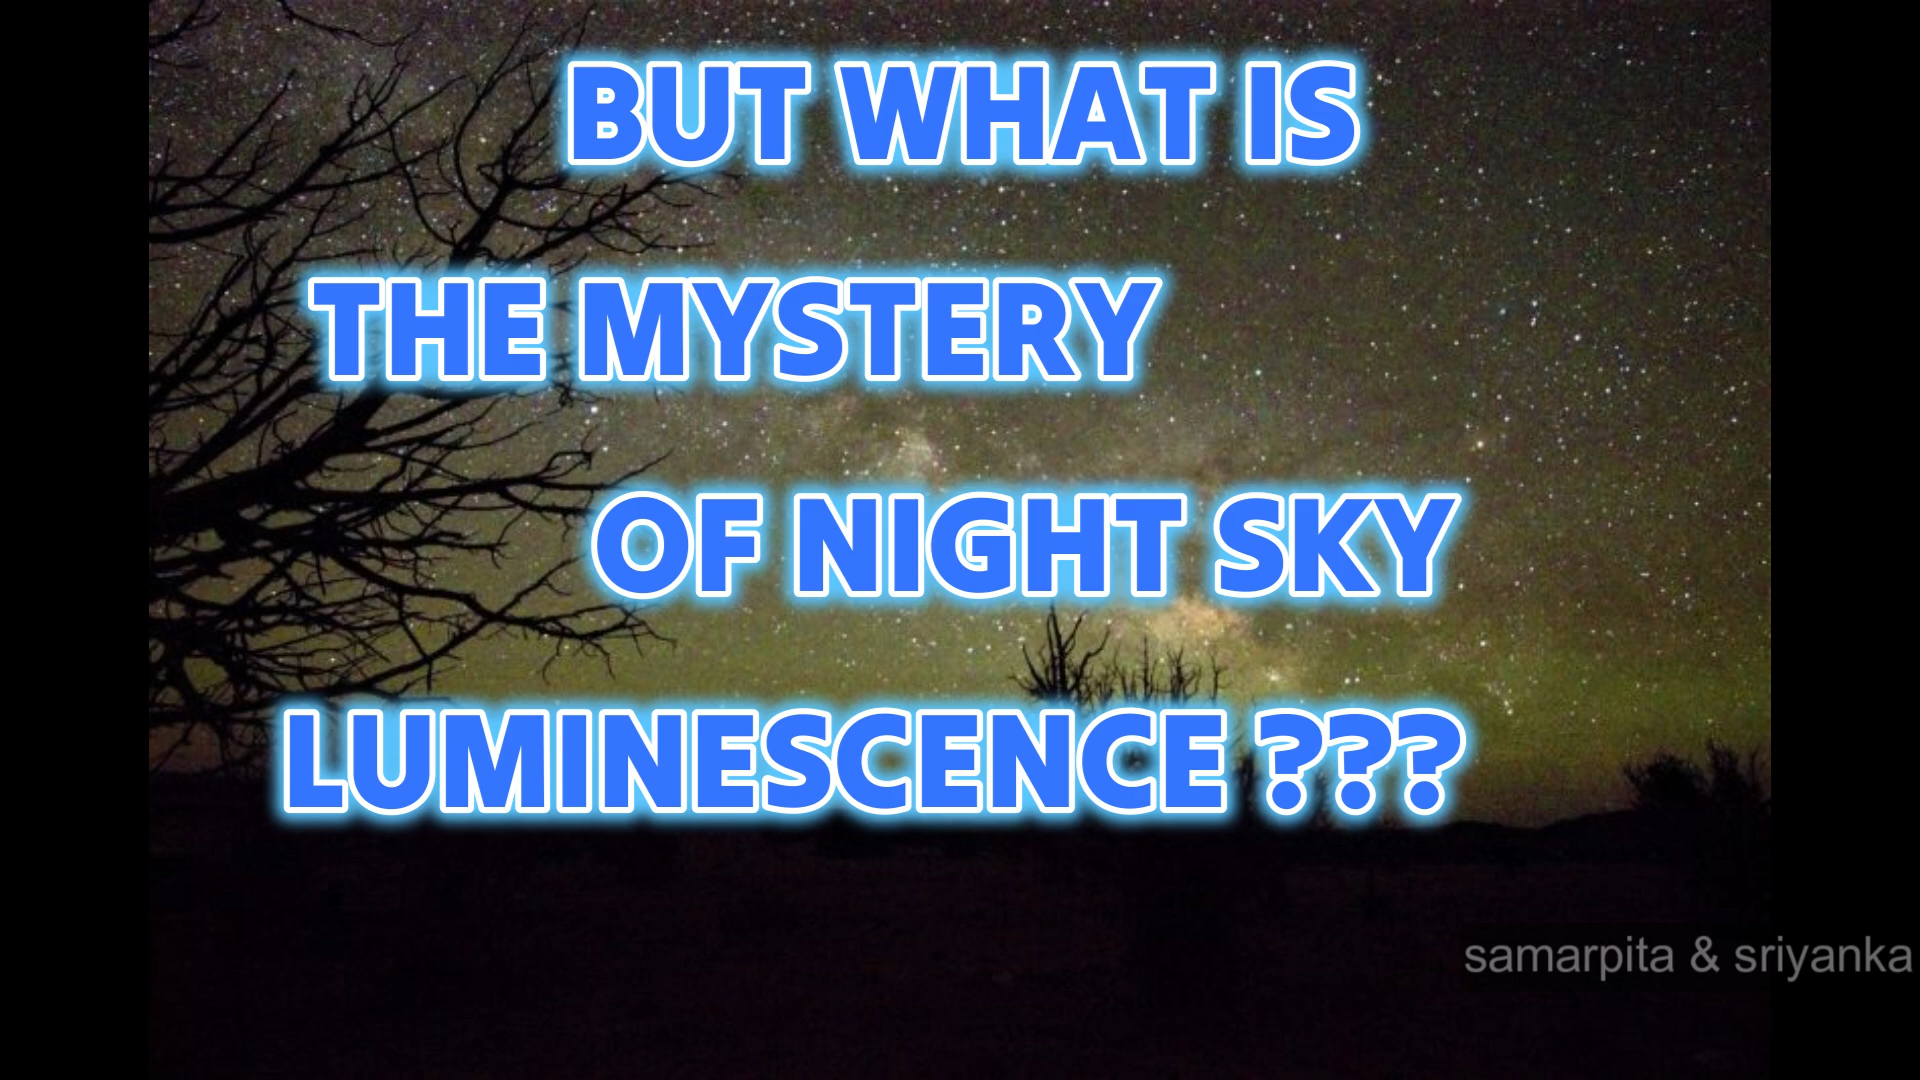 BUT WHAT IS
THE MYSTERY
OF NIGHT SKY
LUMINESCENCE ???
samarpita & sriyanka